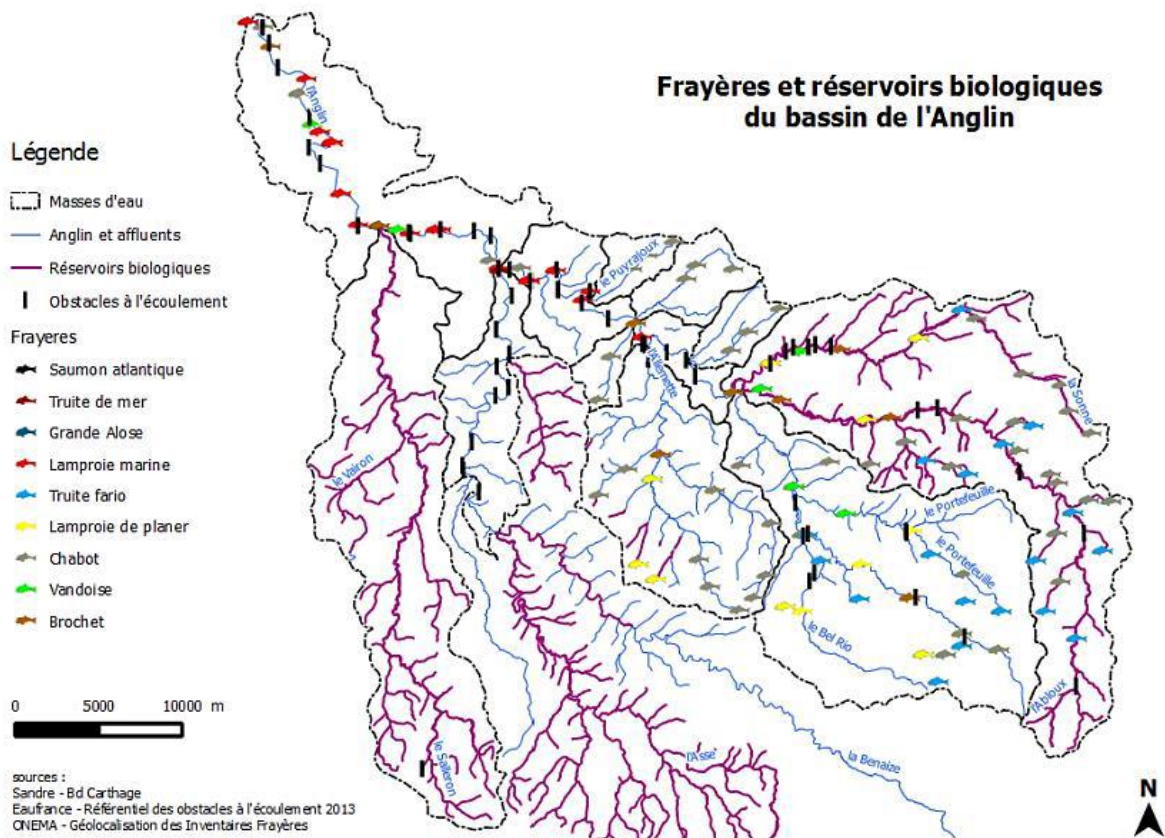 Frayères et réservoirs biologiques
du bassin de l'Anglin
Légende
Masses d'eau
Anglin et affluents
Réservoirs biologiques
Obstacles à l'écoulement
Frayeres
Saumon atlantique
Truite de mer
Grande Alose
Lamproie marine
Truite fario
Lamproie de planer
Chabot
Vandoise
Brochet
0 5000 10000 m
sources :
Sandre - Bd Carthage
Eaufrance - Référentiel des obstacles à l'écoulement 2013
ONEMA - Géolocalisation des Inventaires Frayères
l'Anglin
le Puyrajoux
l'Allemette
la Sonne
le Vairon
le Portefeuille
le Portefeuille
le Bel Rio
l'Abloux
la Benaize
l'Asse
le Salleron
N